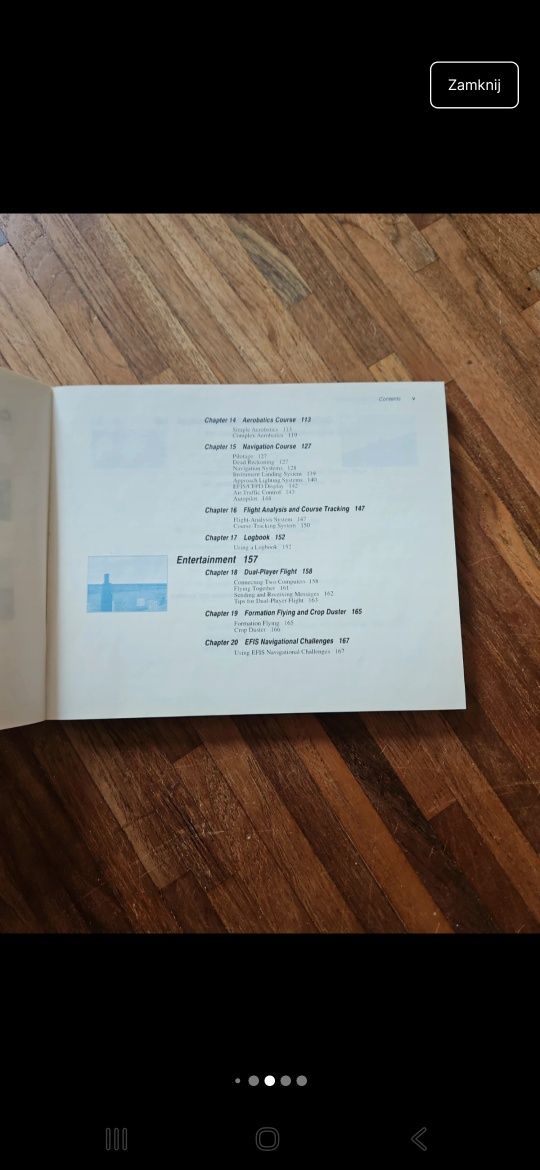 Zamknij
Contents v
Chapter 14 Aerobatics Course 113
Simple Aerobatics 113
Complex Aerobatics 119
Chapter 15 Navigation Course 127
Pilotage 127
Dead Reckoning 127
Navigation Systems 128
Instrument Landing System 139
Approach Lighting Systems 140
EFIS/CFPD Display 142
Air Traffic Control 143
Autopilot 144
Chapter 16 Flight Analysis and Course Tracking 147
Flight-Analysis System 147
Course-Tracking System 150
Chapter 17 Logbook 152
Using a Logbook 152
Entertainment 157
Chapter 18 Dual-Player Flight 158
Connecting Two Computers 158
Flying Together 161
Sending and Receiving Messages 162
Tips for Dual-Player Flight 163
Chapter 19 Formation Flying and Crop Duster 165
Formation Flying 165
Crop Duster 166
Chapter 20 EFIS Navigational Challenges 167
Using EFIS Navigational Challenges 167